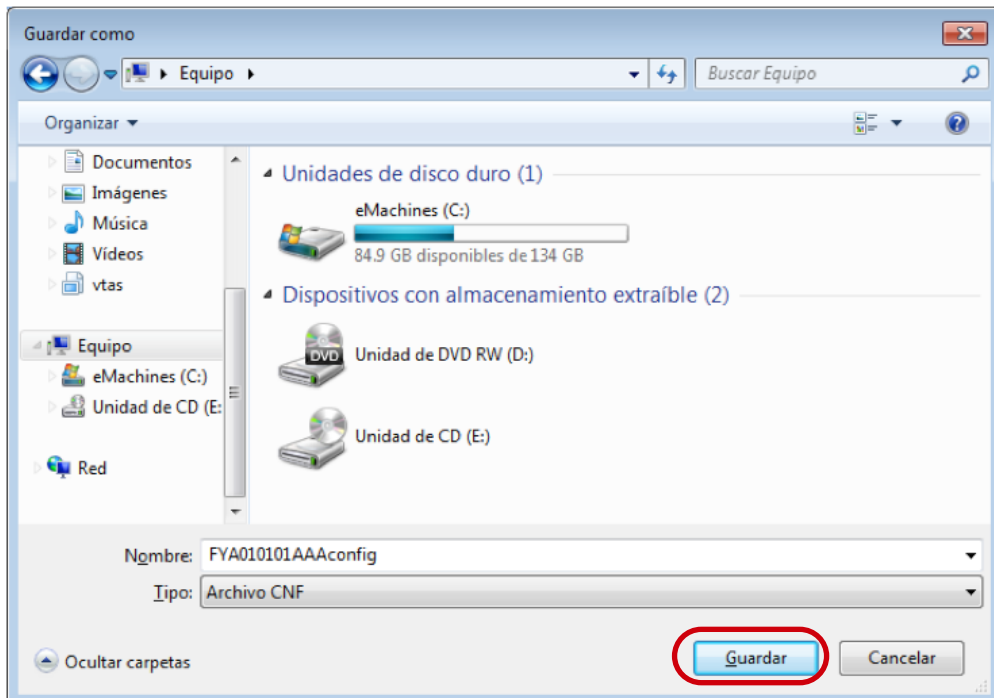 Guardar como
Equipo
Buscar Equipo
Organizar
Documentos
Imágenes
Música
Vídeos
vtas
Equipo
eMachines (C:)
Unidad de CD (E:
Red
Unidades de disco duro (1)
eMachines (C:)
84.9 GB disponibles de 134 GB
Dispositivos con almacenamiento extraíble (2)
DVD
Unidad de DVD RW (D:)
Unidad de CD (E:)
Nombre: FYA010101AAAconfig
Tipo: Archivo CNF
Ocultar carpetas
Guardar
Cancelar